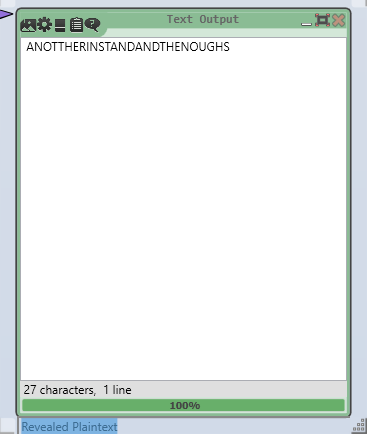 Text Output
ANOTTHERINSTANDANDTHENOUGHS
27 characters, 1 line
100%
Revealed Plaintext